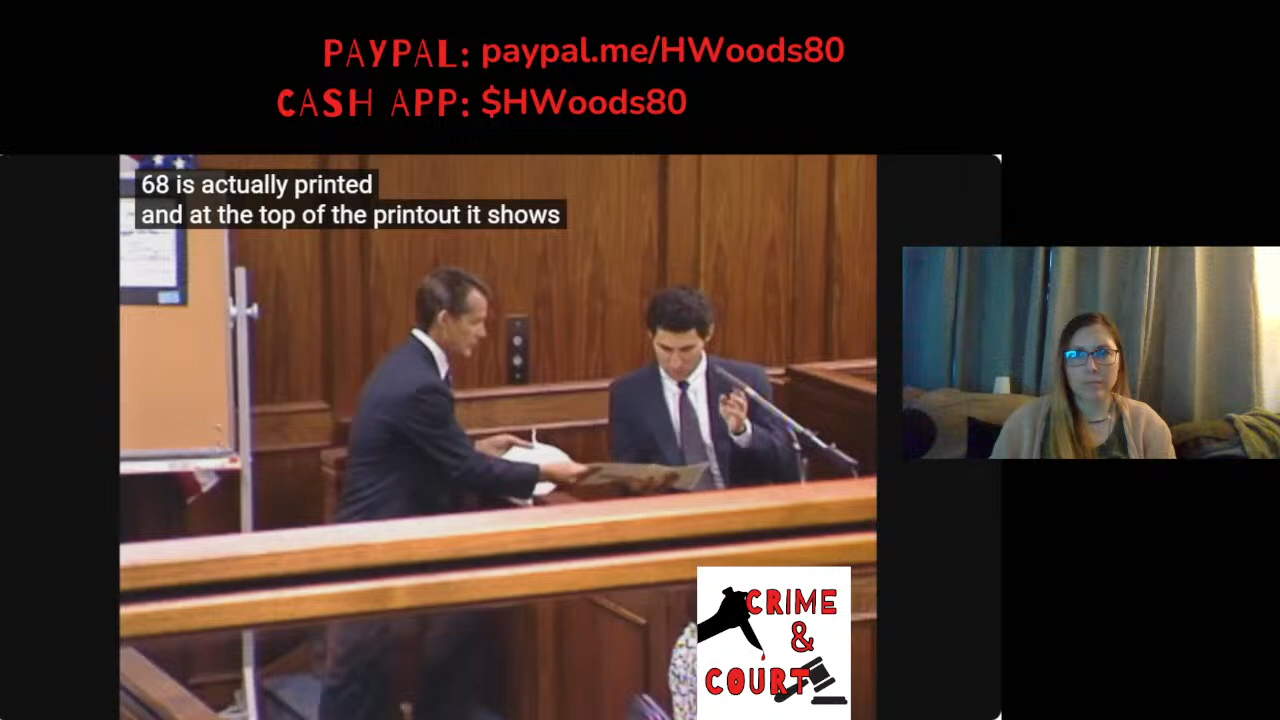 PAYPAL: paypal.me/HWoods80
CASH APP: $HWoods80
68 is actually printed
and at the top of the printout it shows
CRIME
&
COURT